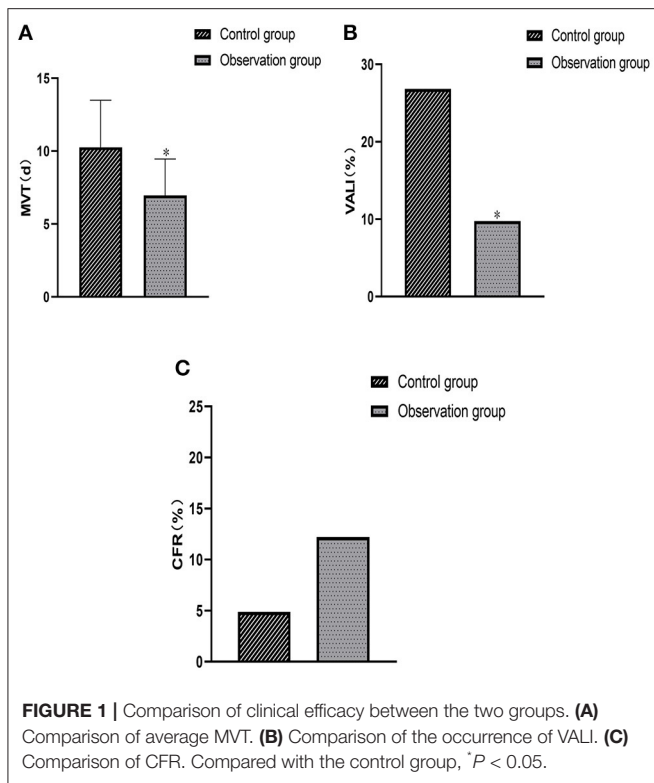 A
Control group
Observation group
15
10
5
0
MVT(d)
*
B
Control group
Observation group
30
20
10
0
VALI(%)
*
C
Control group
Observation group
25
20
15
10
5
0
CFR(%)
FIGURE 1 | Comparison of clinical efficacy between the two groups. (A)
Comparison of average MVT. (B) Comparison of the occurrence of VALI. (C)
Comparison of CFR. Compared with the control group, *P < 0.05.